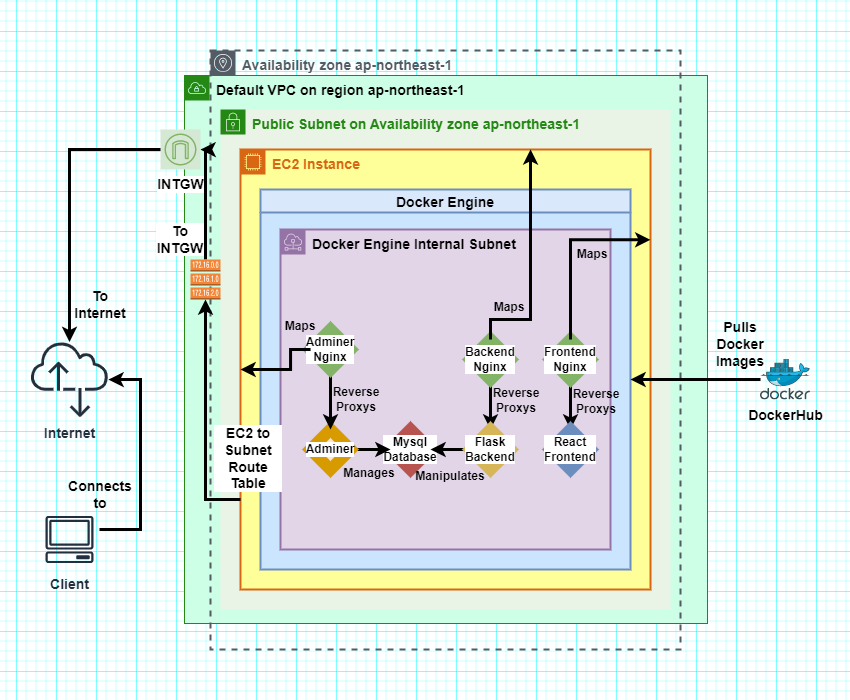 Availability zone ap-northeast-1
Default VPC on region ap-northeast-1
Public Subnet on Availability zone ap-northeast-1
INTGW
EC2 Instance
Docker Engine
Docker Engine Internal Subnet
To
INTGW
172.16.0.0
172.16.1.0
172.16.2.0
Maps
Maps
Maps
To
Internet
Adminer
Nginx
Backend
Nginx
Frontend
Nginx
Pulls
Docker
Images
docker
DockerHub
Reverse
Proxys
Reverse
Proxys
Reverse
Proxys
Internet
EC2 to
Subnet
Route
Table
Adminer
Mysql
Database
Flask
Backend
React
Frontend
Manages
Manipulates
Connects
to
Client